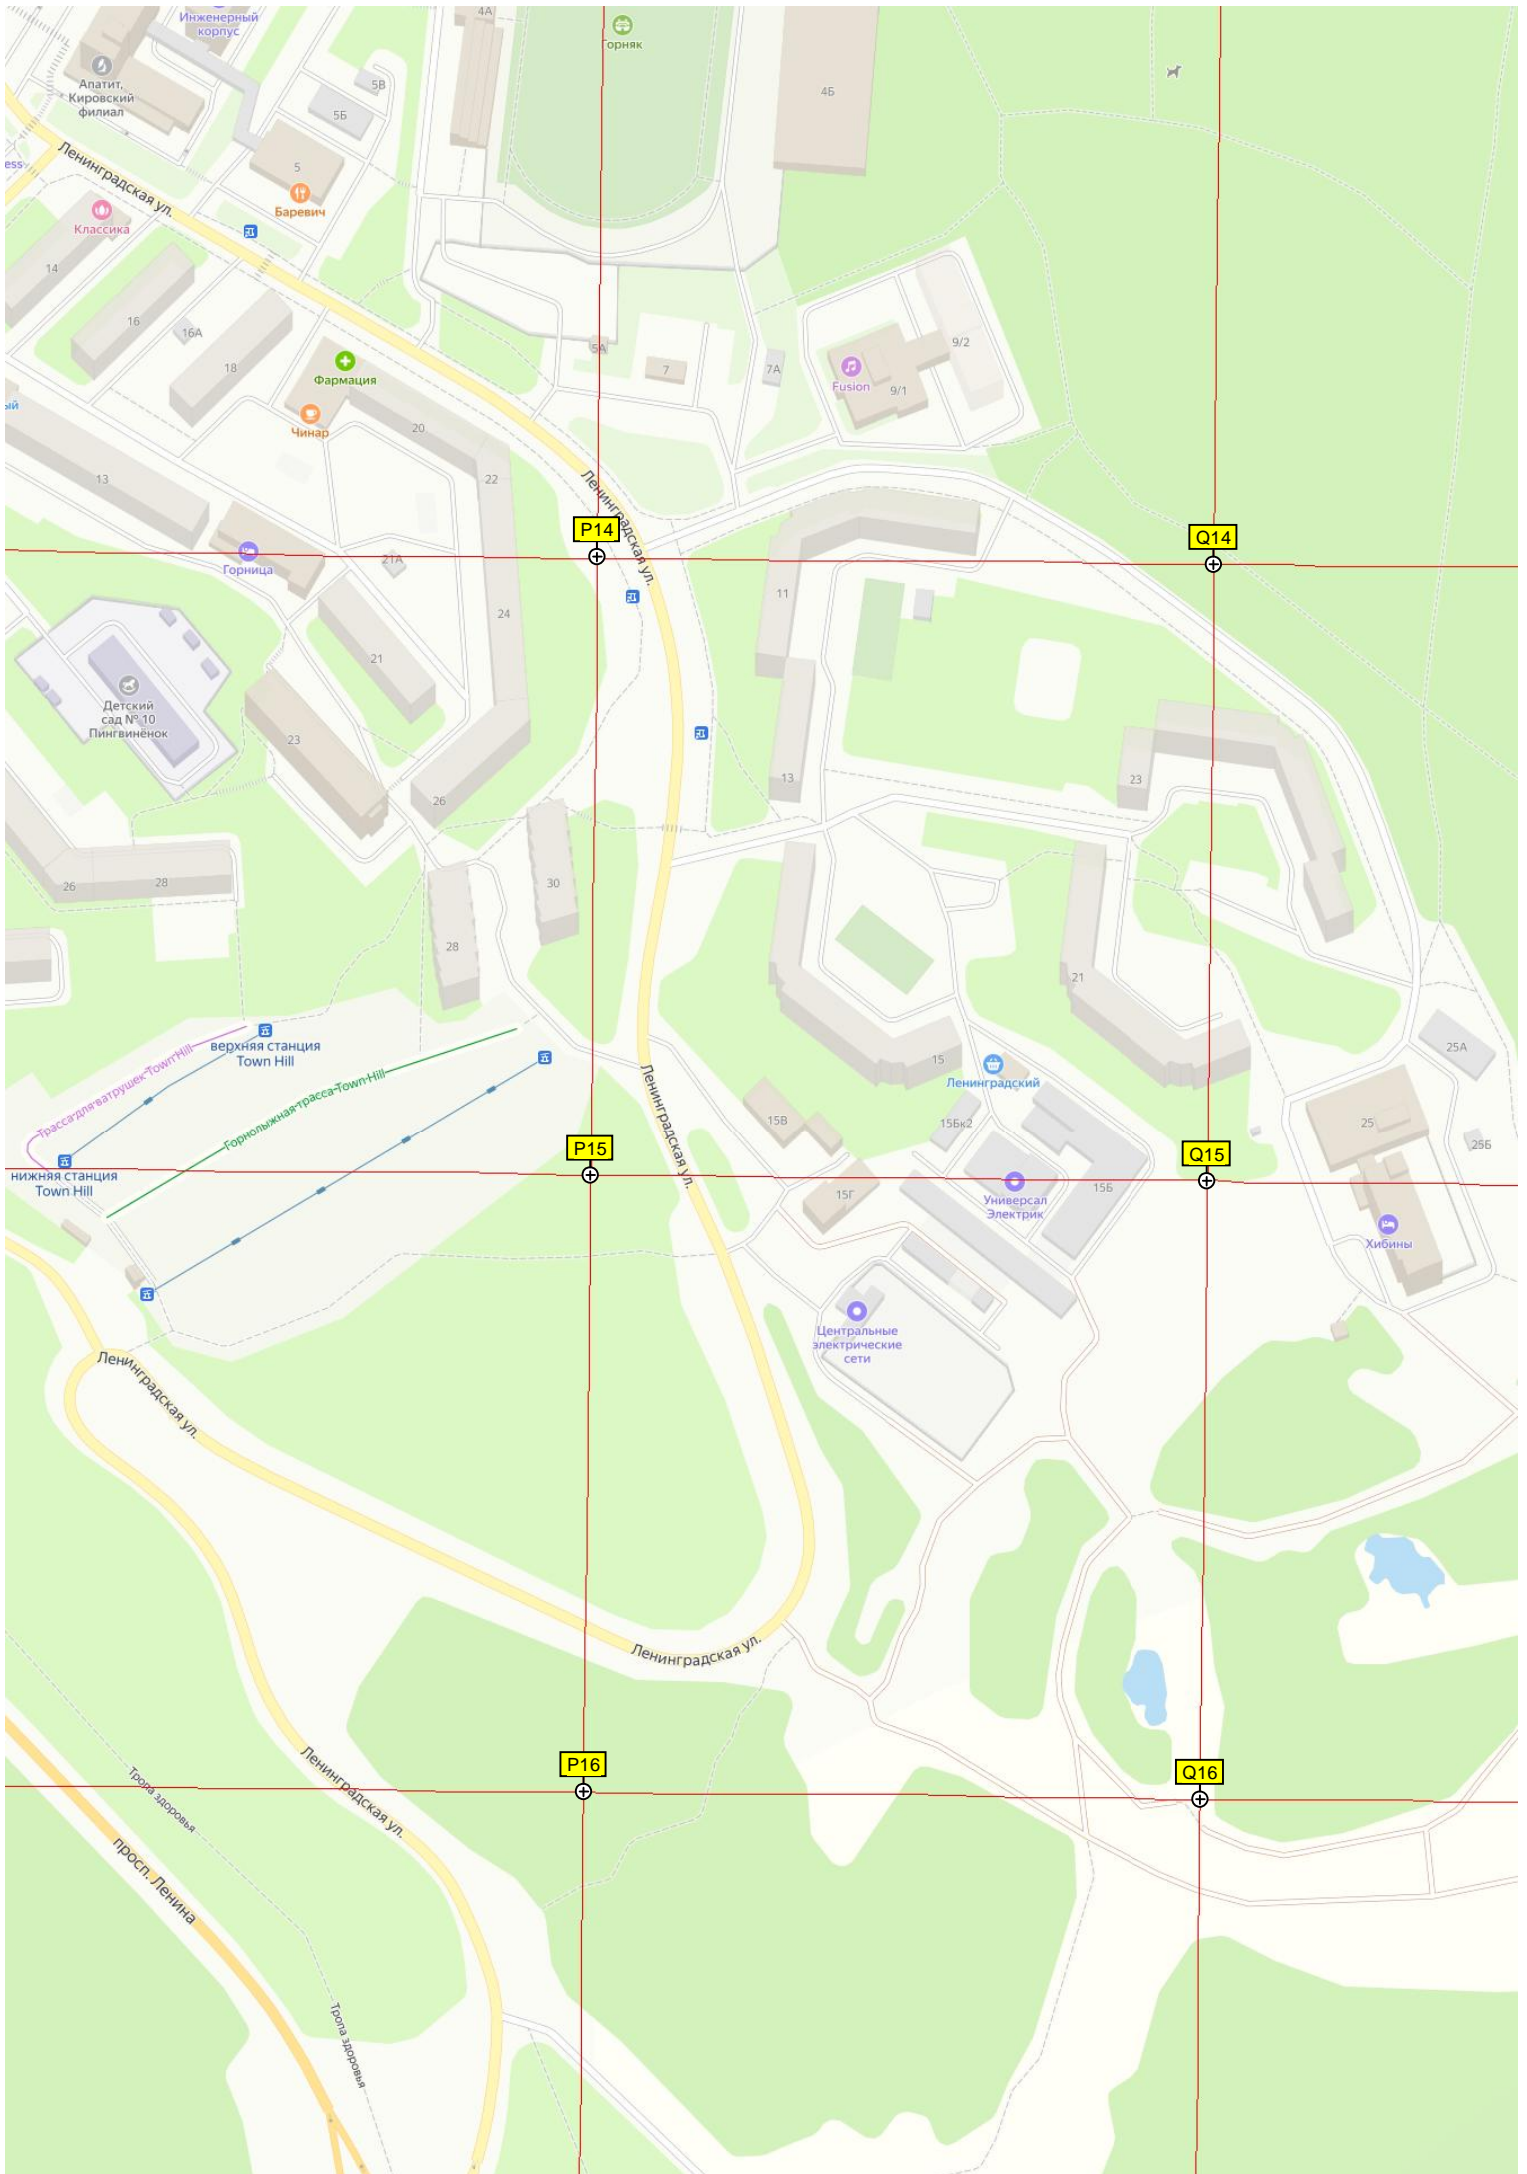 Инженерный
корпус
4А
Горняк
Апатит,
Кировский
филиал
5В
5Б
4Б
5
Баревич
ess
Ленинградская ул.
Классика
14
16
16А
18
Фармация
Чинар
20
22
5А
7
7А
Fusion
9/1
9/2
ый
13
Ленинградская ул.
P14
Q14
Горница
21А
24
11
21
Детский
сад № 10
Пингвинёнок
23
26
13
23
26
28
30
28
21
верхняя станция
Town Hill
Трасса для ватрушек Town Hill
Горнолыжная трасса Town Hill
15
Ленинградский
25А
Ленинградская ул.
15В
15Бк2
25
25Б
P15
Q15
нижняя станция
Town Hill
15Г
Универсал
Электрик
15Б
Хибины
Центральные
электрические
сети
Ленинградская ул.
Ленинградская ул.
P16
Q16
Ленинградская ул.
Тропа здоровья
просп. Ленина
Тропа здоровья